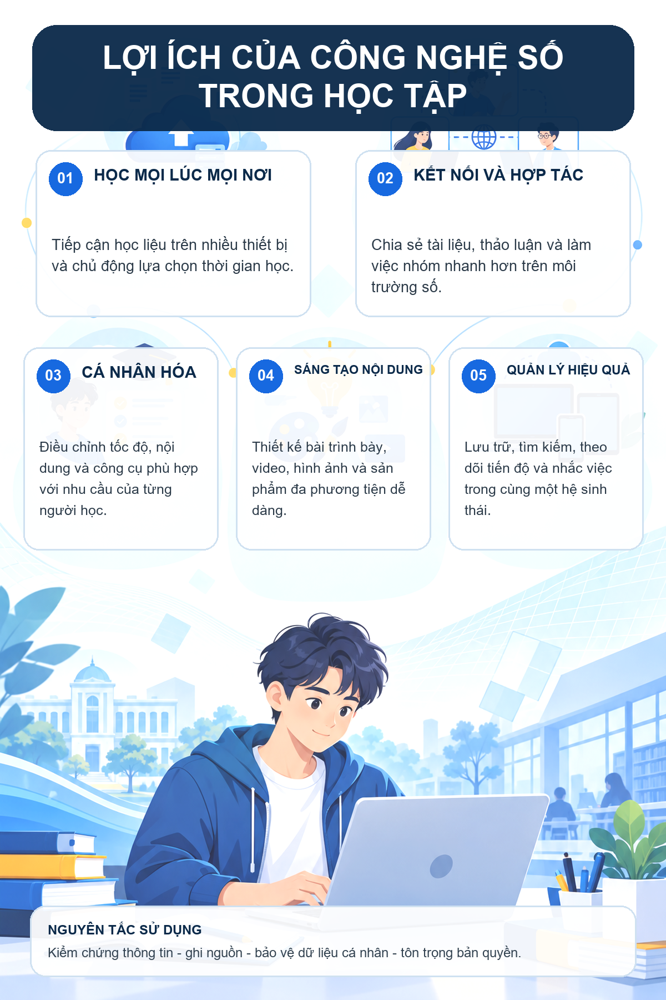 LỢI ÍCH CỦA CÔNG NGHỆ SỐ
TRONG HỌC TẬP
01
HỌC MỌI LÚC MỌI NƠI
Tiếp cận học liệu trên nhiều thiết bị
và chủ động lựa chọn thời gian học.
02
KẾT NỐI VÀ HỢP TÁC
Chia sẻ tài liệu, thảo luận và làm
việc nhóm nhanh hơn trên môi
trường số.
03
CÁ NHÂN HÓA
Điều chỉnh tốc độ, nội
dung và công cụ phù hợp
với nhu cầu của từng
người học.
04
SÁNG TẠO NỘI DUNG
Thiết kế bài trình bày,
video, hình ảnh và sản
phẩm đa phương tiện dễ
dàng.
05
QUẢN LÝ HIỆU QUẢ
Lưu trữ, tìm kiếm, theo
dõi tiến độ và nhắc việc
trong cùng một hệ sinh
thái.
NGUYÊN TẮC SỬ DỤNG
Kiểm chứng thông tin - ghi nguồn - bảo vệ dữ liệu cá nhân - tôn trọng bản quyền.